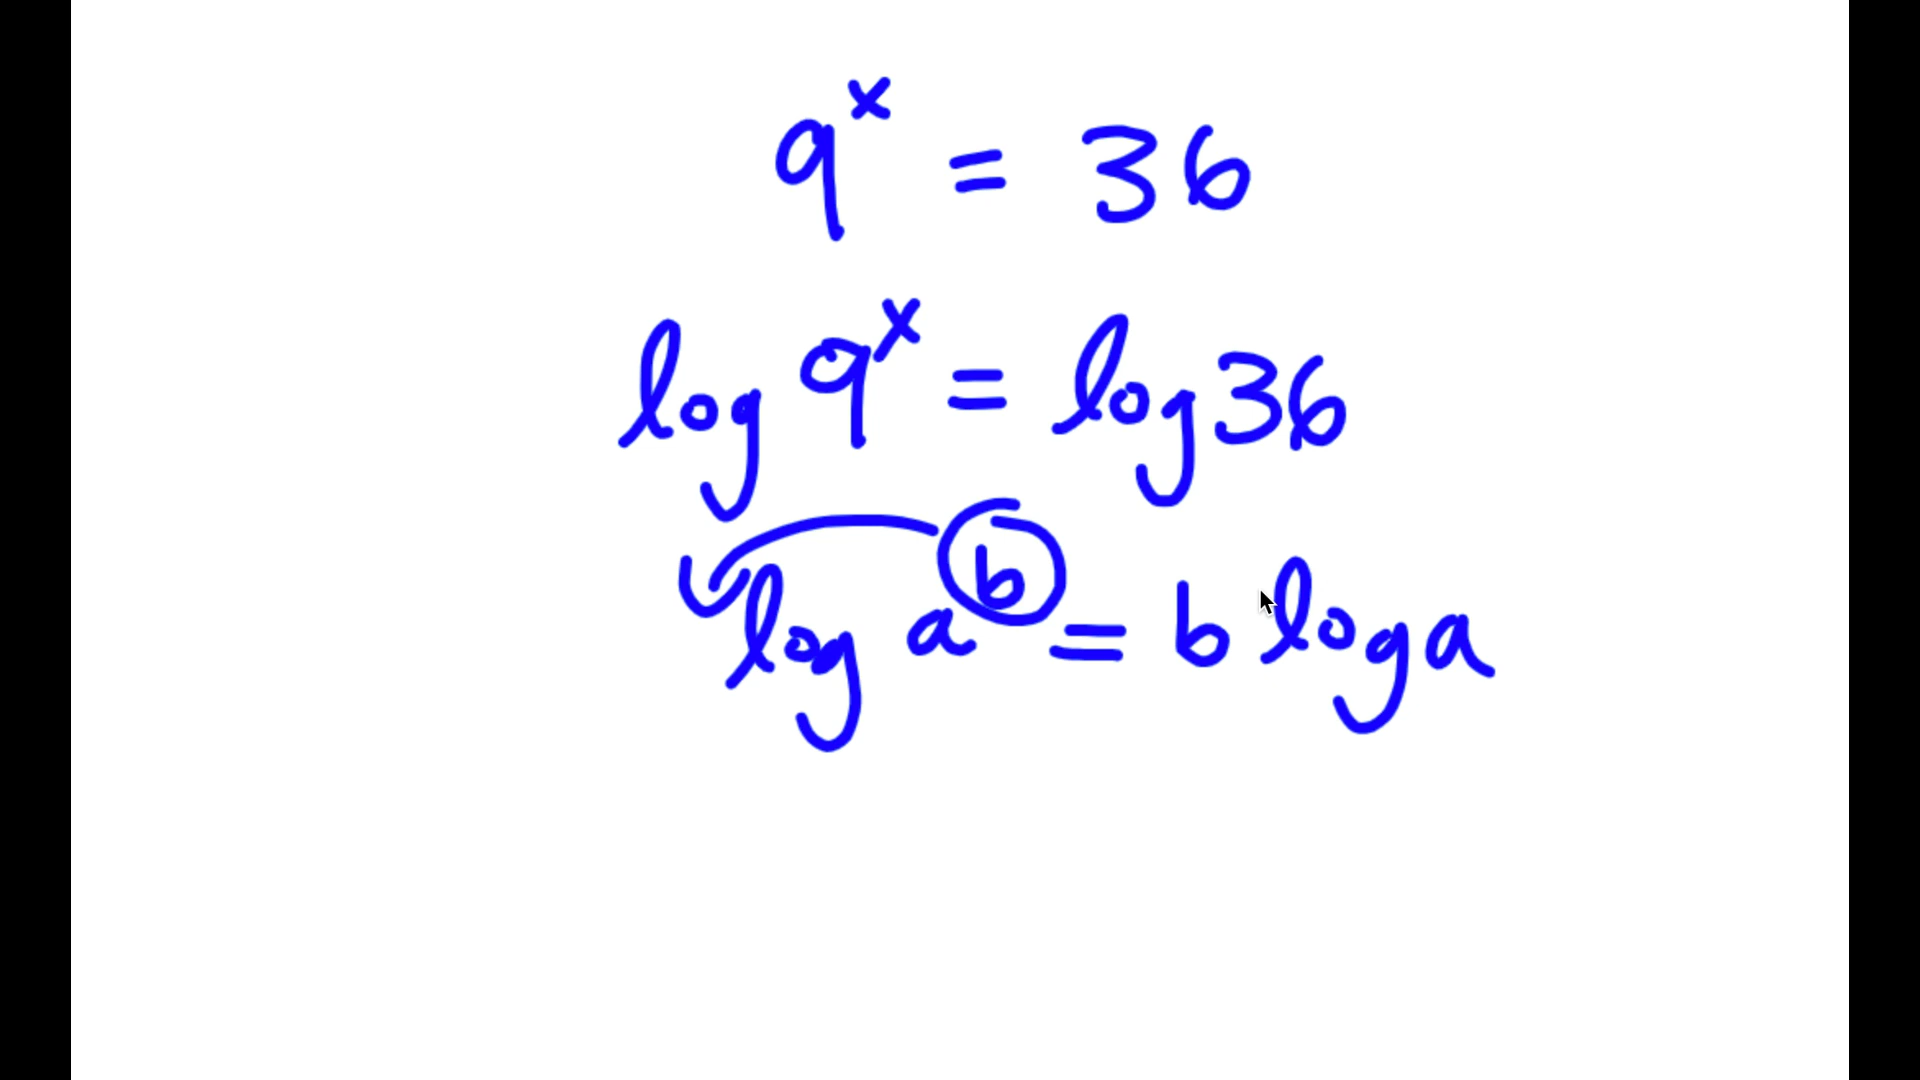 9^x = 36
log 9^x = log 36
log a^b = b log a